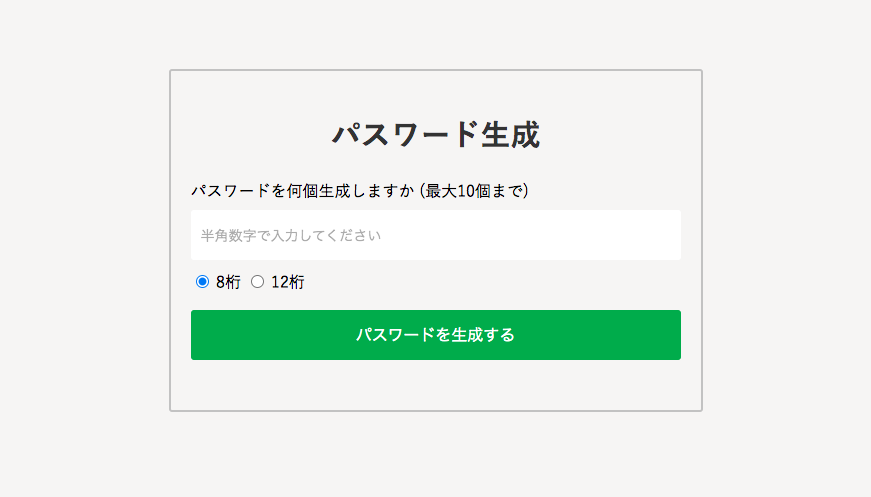 パスワード生成
パスワードを何個生成しますか (最大10個まで)
半角数字で入力してください
8桁 12桁
パスワードを生成する